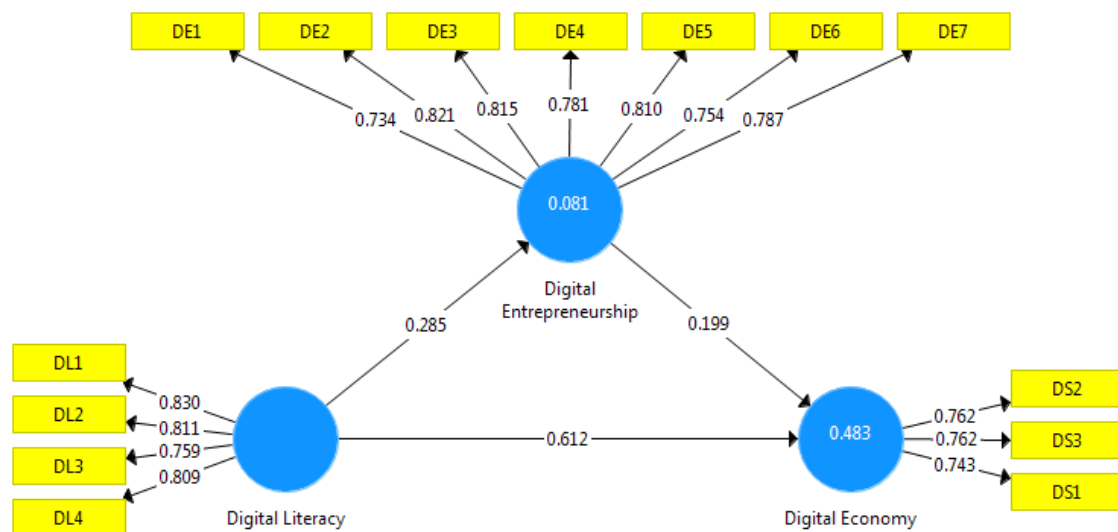 DE1 DE2 DE3 DE4 DE5 DE6 DE7
0.734 0.821 0.815 0.781 0.810 0.754 0.787
0.081
Digital
Entrepreneurship
0.285 0.199
DL1
DL2
DL3
DL4
0.830
0.811
0.759
0.809
Digital Literacy
0.612
0.483
Digital Economy
0.762
0.762
0.743
DS2
DS3
DS1